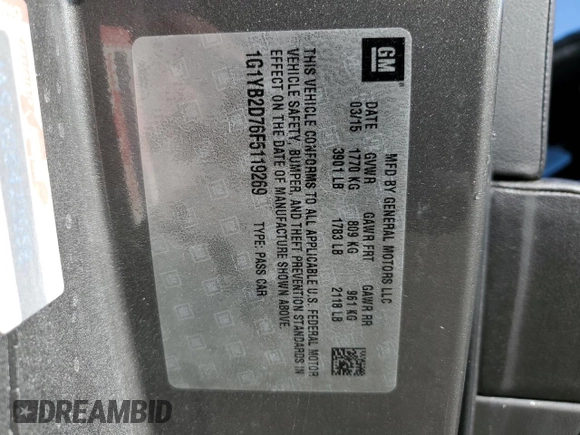 GM
MFD BY GENERAL MOTORS LLC
DATE GVWR GAWR FRT GAWR RR
03/15 1770 KG 809 KG 961 KG
3901 LB 1783 LB 2118 LB
THIS VEHICLE CONFORMS TO ALL APPLICABLE U.S. FEDERAL MOTOR
VEHICLE SAFETY, BUMPER, AND THEFT PREVENTION STANDARDS IN
EFFECT ON THE DATE OF MANUFACTURE SHOWN ABOVE.
1G1YB2D76F5119269 TYPE: PASS CAR
DREAMBID